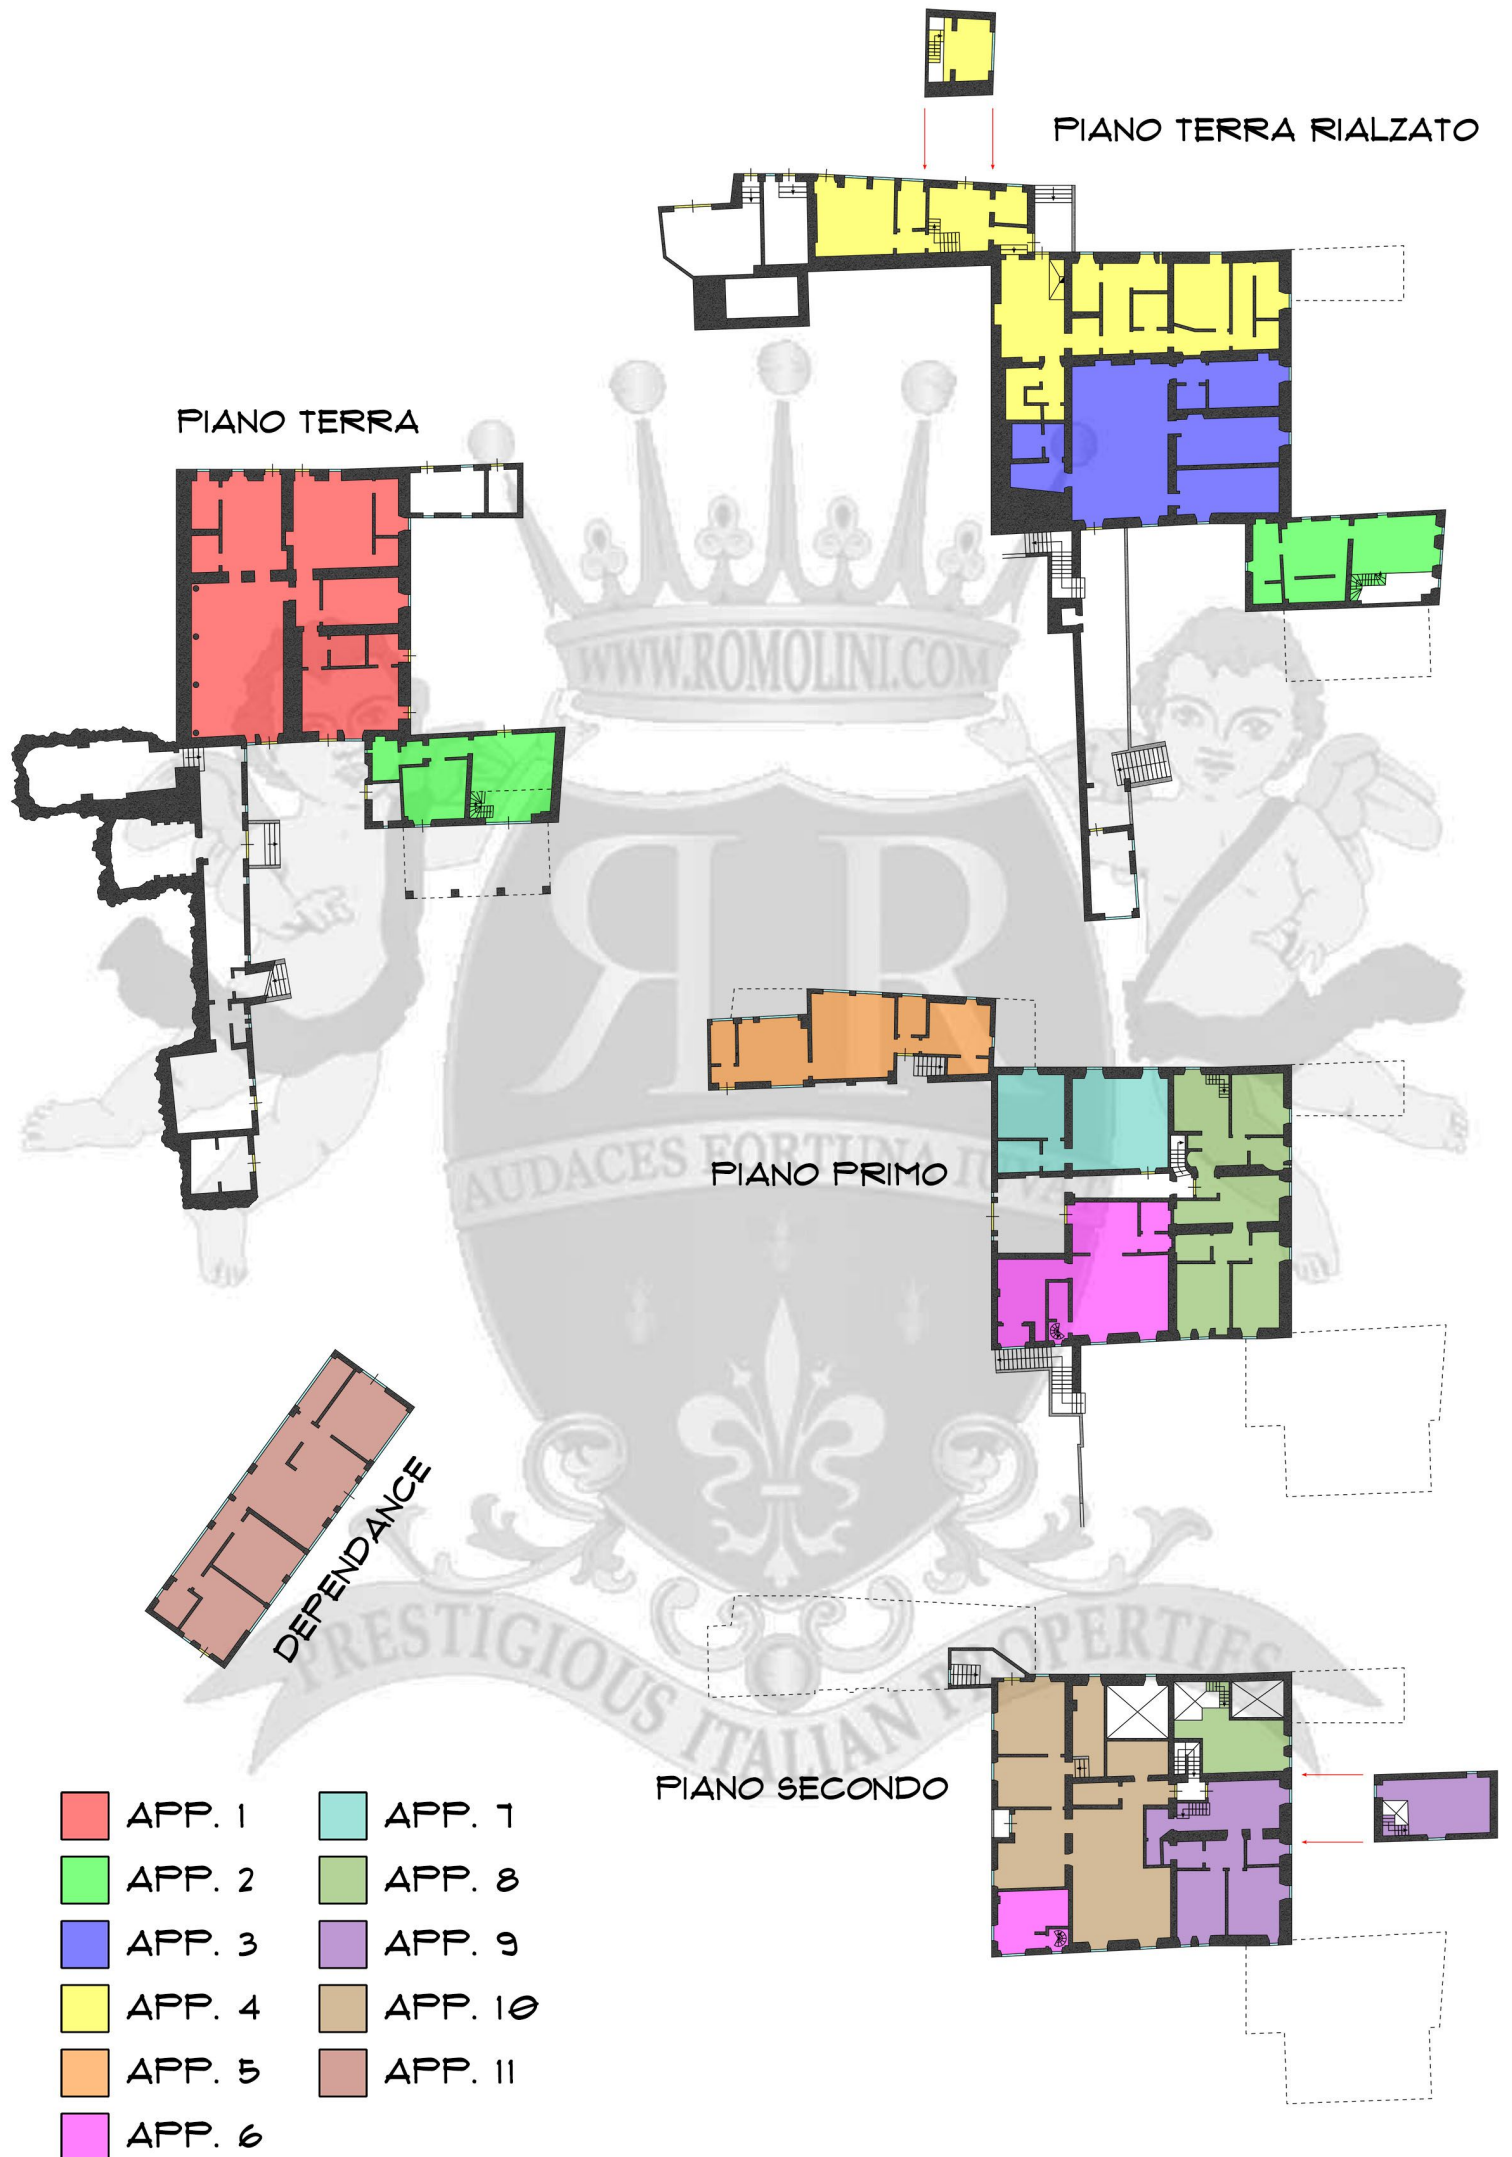 PIANO TERRA RIALZATO
PIANO TERRA
WWW.ROMOLINI.COM
RR
AUDACES FORTUNA IUVAT
PIANO PRIMO
DEPENDANCE
PRESTIGIOUS ITALIAN PROPERTIES
PIANO SECONDO
APP. 1
APP. 2
APP. 3
APP. 4
APP. 5
APP. 6
APP. 7
APP. 8
APP. 9
APP. 10
APP. 11